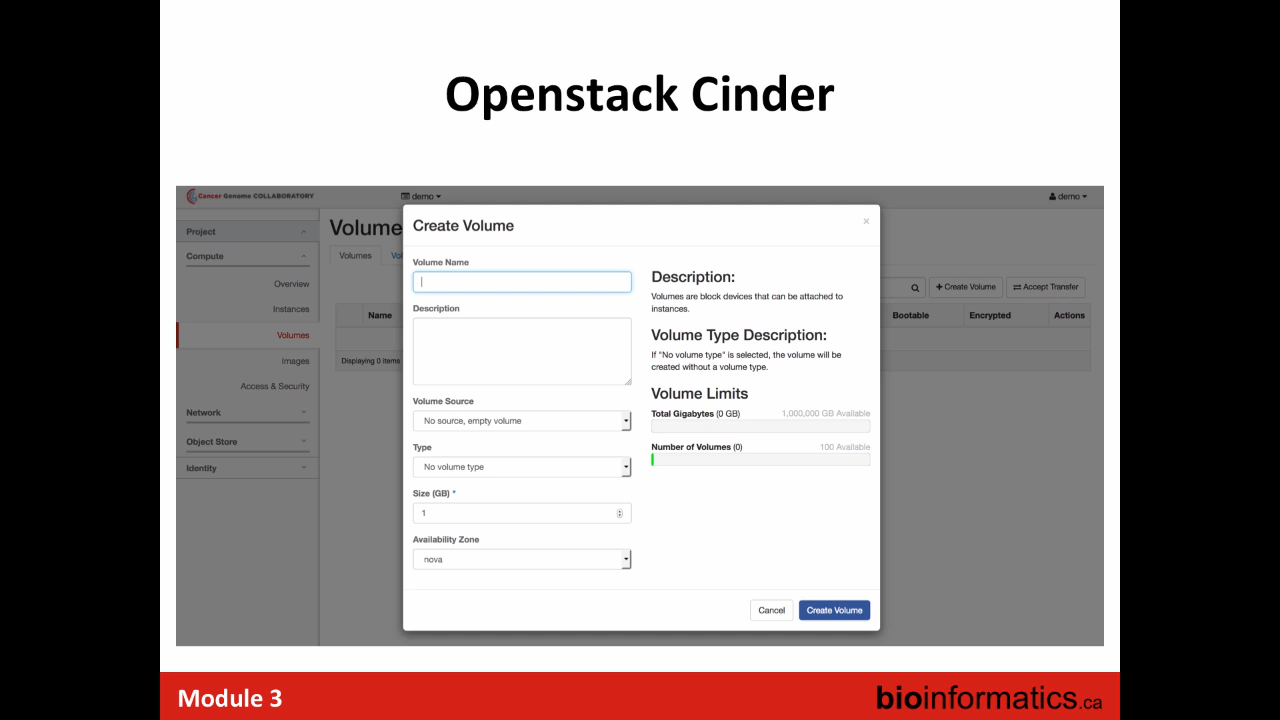 Openstack Cinder
Cancer Genome COLLABORATORY
demo
demo
Project
Compute
Overview
Instances
Volumes
Images
Access & Security
Network
Object Store
Identity
Volume
Volumes
Name
Displaying 0 items
+ Create Volume
Accept Transfer
Bootable
Encrypted
Actions
Create Volume
×
Volume Name
Description
Volume Source
No source, empty volume
Type
No volume type
Size (GB) *
1
Availability Zone
nova
Description:
Volumes are block devices that can be attached to
instances.
Volume Type Description:
If "No volume type" is selected, the volume will be
created without a volume type.
Volume Limits
Total Gigabytes (0 GB) 1,000,000 GB Available
Number of Volumes (0) 100 Available
Cancel
Create Volume
Module 3
bioinformatics.ca